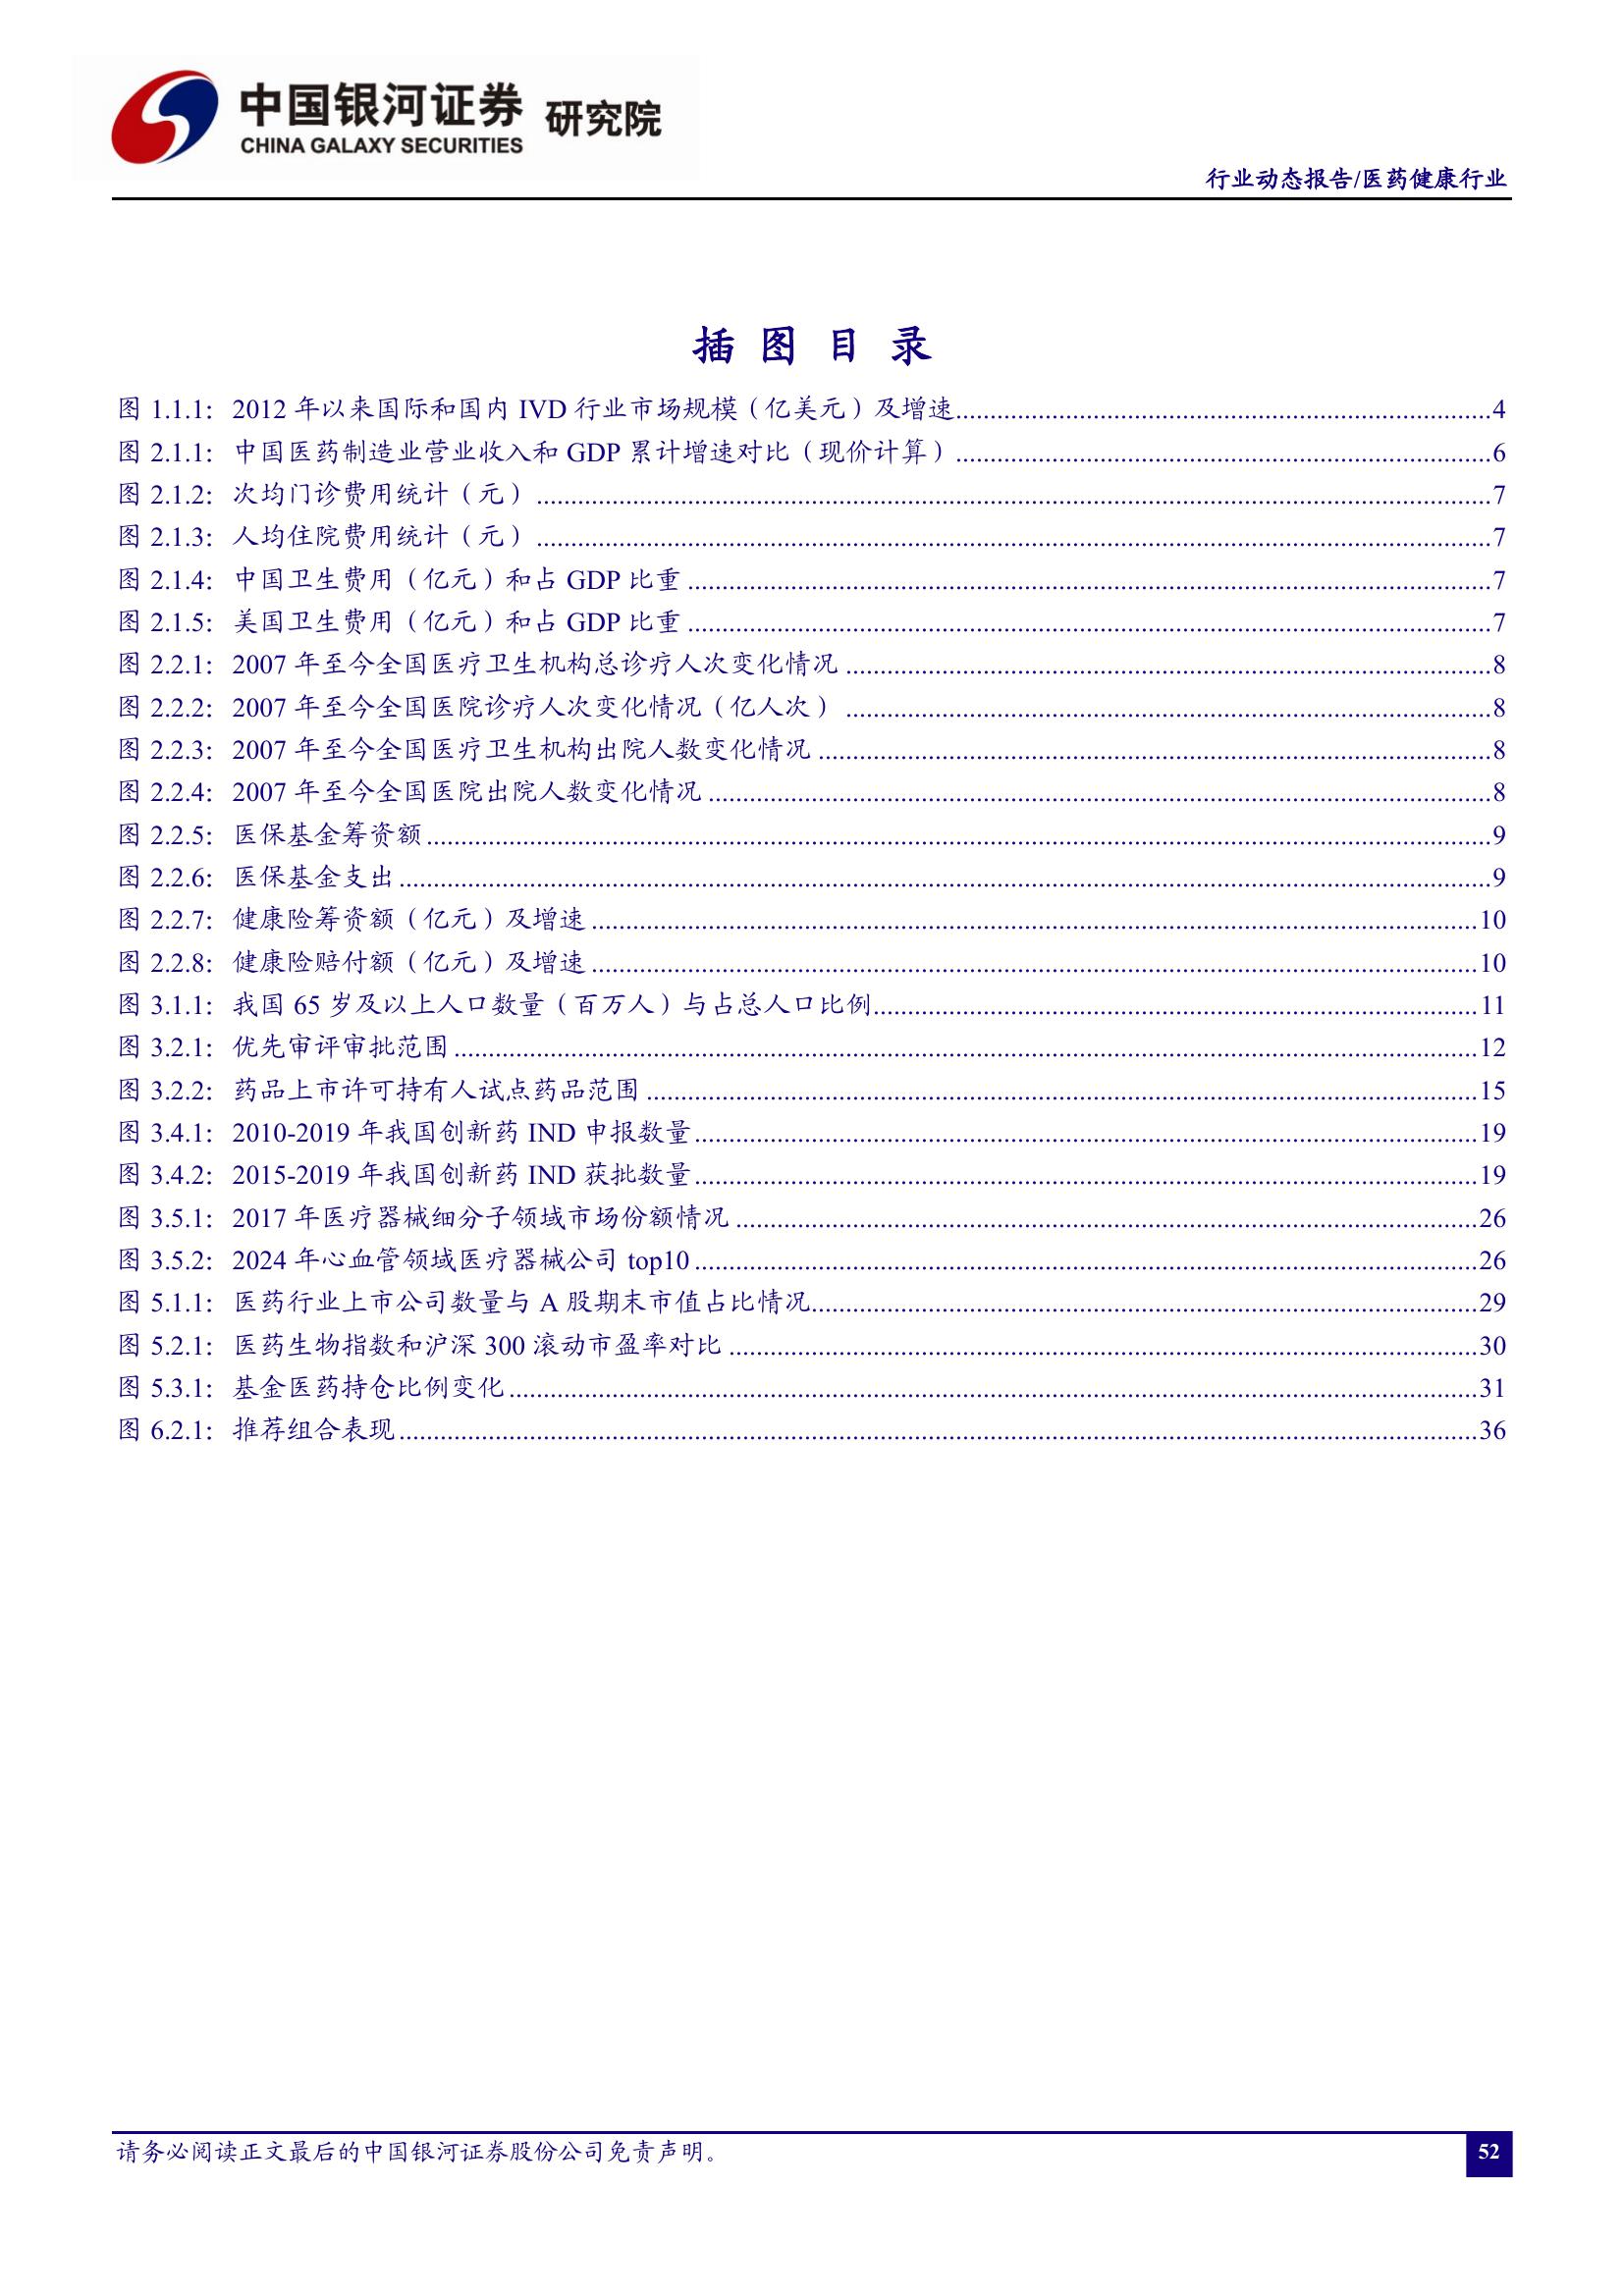 中国银河证券 研究院
CHINA GALAXY SECURITIES
行业动态报告/医药健康行业
插 图 目 录
图 1.1.1：2012 年以来国际和国内 IVD 行业市场规模（亿美元）及增速....................4
图 2.1.1：中国医药制造业营业收入和 GDP 累计增速对比（现价计算）....................6
图 2.1.2：次均门诊费用统计（元）....................7
图 2.1.3：人均住院费用统计（元）....................7
图 2.1.4：中国卫生费用（亿元）和占 GDP 比重....................7
图 2.1.5：美国卫生费用（亿元）和占 GDP 比重....................7
图 2.2.1：2007 年至今全国医疗卫生机构总诊疗人次变化情况....................8
图 2.2.2：2007 年至今全国医院诊疗人次变化情况（亿人次）....................8
图 2.2.3：2007 年至今全国医疗卫生机构出院人数变化情况....................8
图 2.2.4：2007 年至今全国医院出院人数变化情况....................8
图 2.2.5：医保基金筹资额....................9
图 2.2.6：医保基金支出....................9
图 2.2.7：健康险筹资额（亿元）及增速....................10
图 2.2.8：健康险赔付额（亿元）及增速....................10
图 3.1.1：我国 65 岁及以上人口数量（百万人）与占总人口比例....................11
图 3.2.1：优先审评审批范围....................12
图 3.2.2：药品上市许可持有人试点药品范围....................15
图 3.4.1：2010-2019 年我国创新药 IND 申报数量....................19
图 3.4.2：2015-2019 年我国创新药 IND 获批数量....................19
图 3.5.1：2017 年医疗器械细分子领域市场份额情况....................26
图 3.5.2：2024 年心血管领域医疗器械公司 top10....................26
图 5.1.1：医药行业上市公司数量与 A 股期末市值占比情况....................29
图 5.2.1：医药生物指数和沪深 300 滚动市盈率对比....................30
图 5.3.1：基金医药持仓比例变化....................31
图 6.2.1：推荐组合表现....................36
请务必阅读正文最后的中国银河证券股份公司免责声明。
52